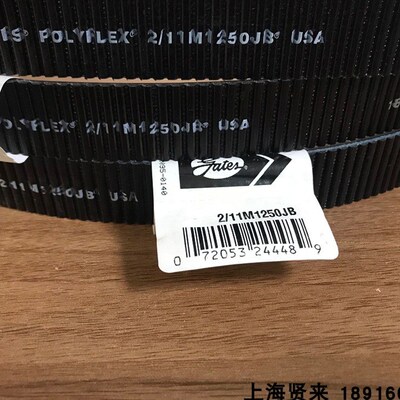 POLYFLEX® 2/11M1250JB® USA
POLYFLEX® 2/11M1250JB® USA
2/11M1250JB® USA
Gates
2/11M1250JB
0 72053 24448 9
上海贤来 18916